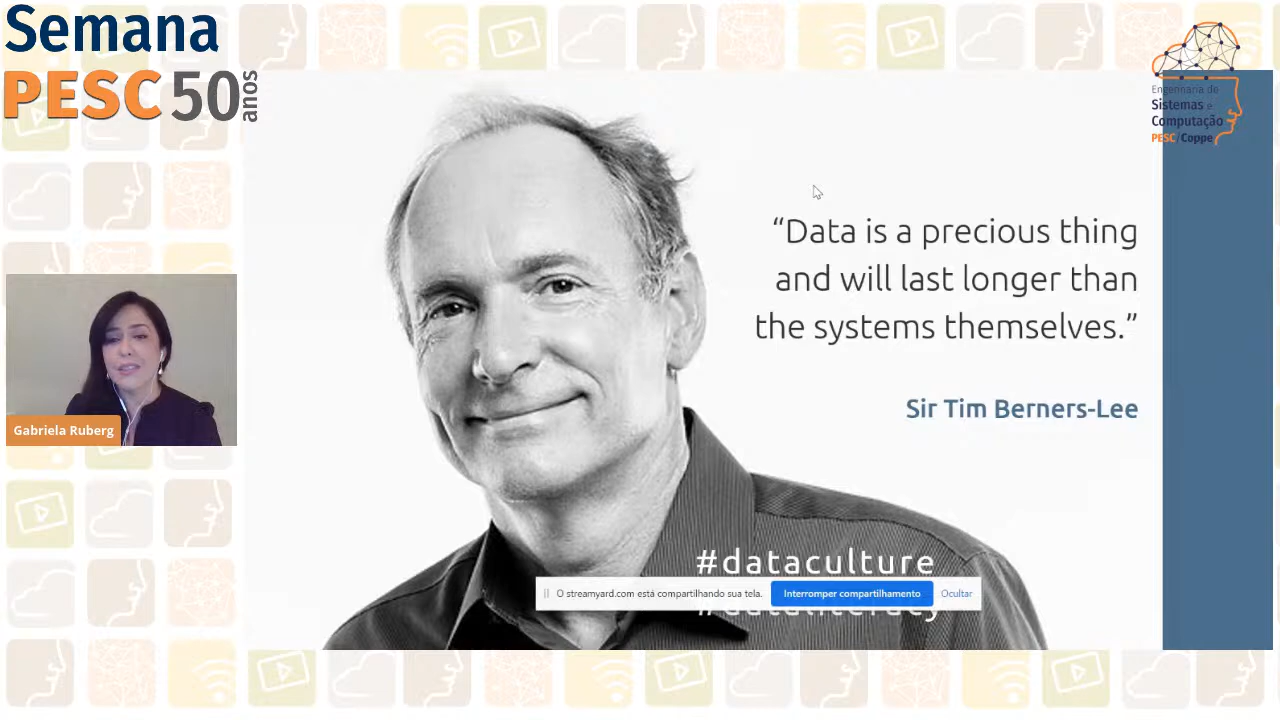 Semana
PESC 50 anos
Engenharia de
Sistemas e
Computação
PESC/Coppe
“Data is a precious thing
and will last longer than
the systems themselves.”
Sir Tim Berners-Lee
Gabriela Ruberg
#dataculture
O streamyard.com está compartilhando sua tela.
Interromper compartilhamento
Ocultar
#dataliteracy